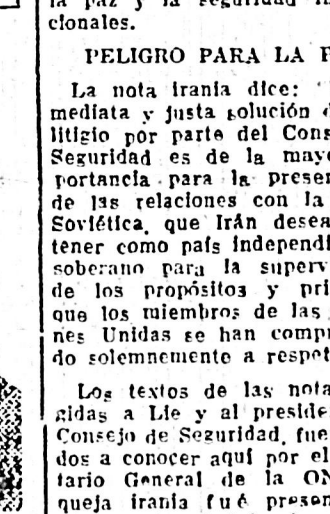 la paz y la seguridad in
cionales.
PELIGRO PARA LA P
La nota irania dice:
mediata y justa solución d
litigio por parte del Cons
Seguridad es de la mayo
portancia para la preser
de las relaciones con la
Soviética, que Irán desea
tener como país independi
soberano para la superv
de los propósitos y pri
que los miembros de las
nes Unidas se han compr
do solemnemente a respet
Los textos de las nota
gidas a Lie y al preside
Consejo de Seguridad, fue
dos a conocer aquí por el
tario General de la ON
queja irania fué presen